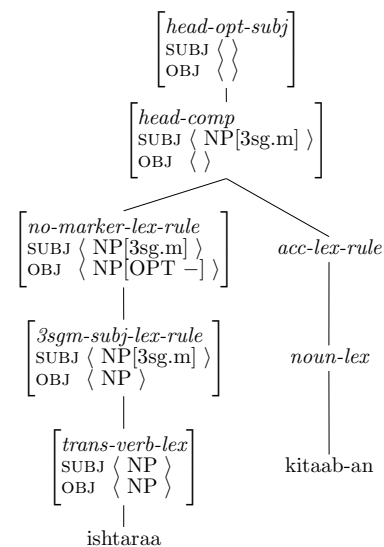 head-opt-subj
SUBJ ⟨ ⟩
OBJ ⟨ ⟩
head-comp
SUBJ ⟨ NP[3sg.m] ⟩
OBJ ⟨ ⟩
no-marker-lex-rule
SUBJ ⟨ NP[3sg.m] ⟩
OBJ ⟨ NP[OPT −] ⟩
acc-lex-rule
3sgm-subj-lex-rule
SUBJ ⟨ NP[3sg.m] ⟩
OBJ ⟨ NP ⟩
noun-lex
trans-verb-lex
SUBJ ⟨ NP ⟩
OBJ ⟨ NP ⟩
kitaab-an
ishtaraa